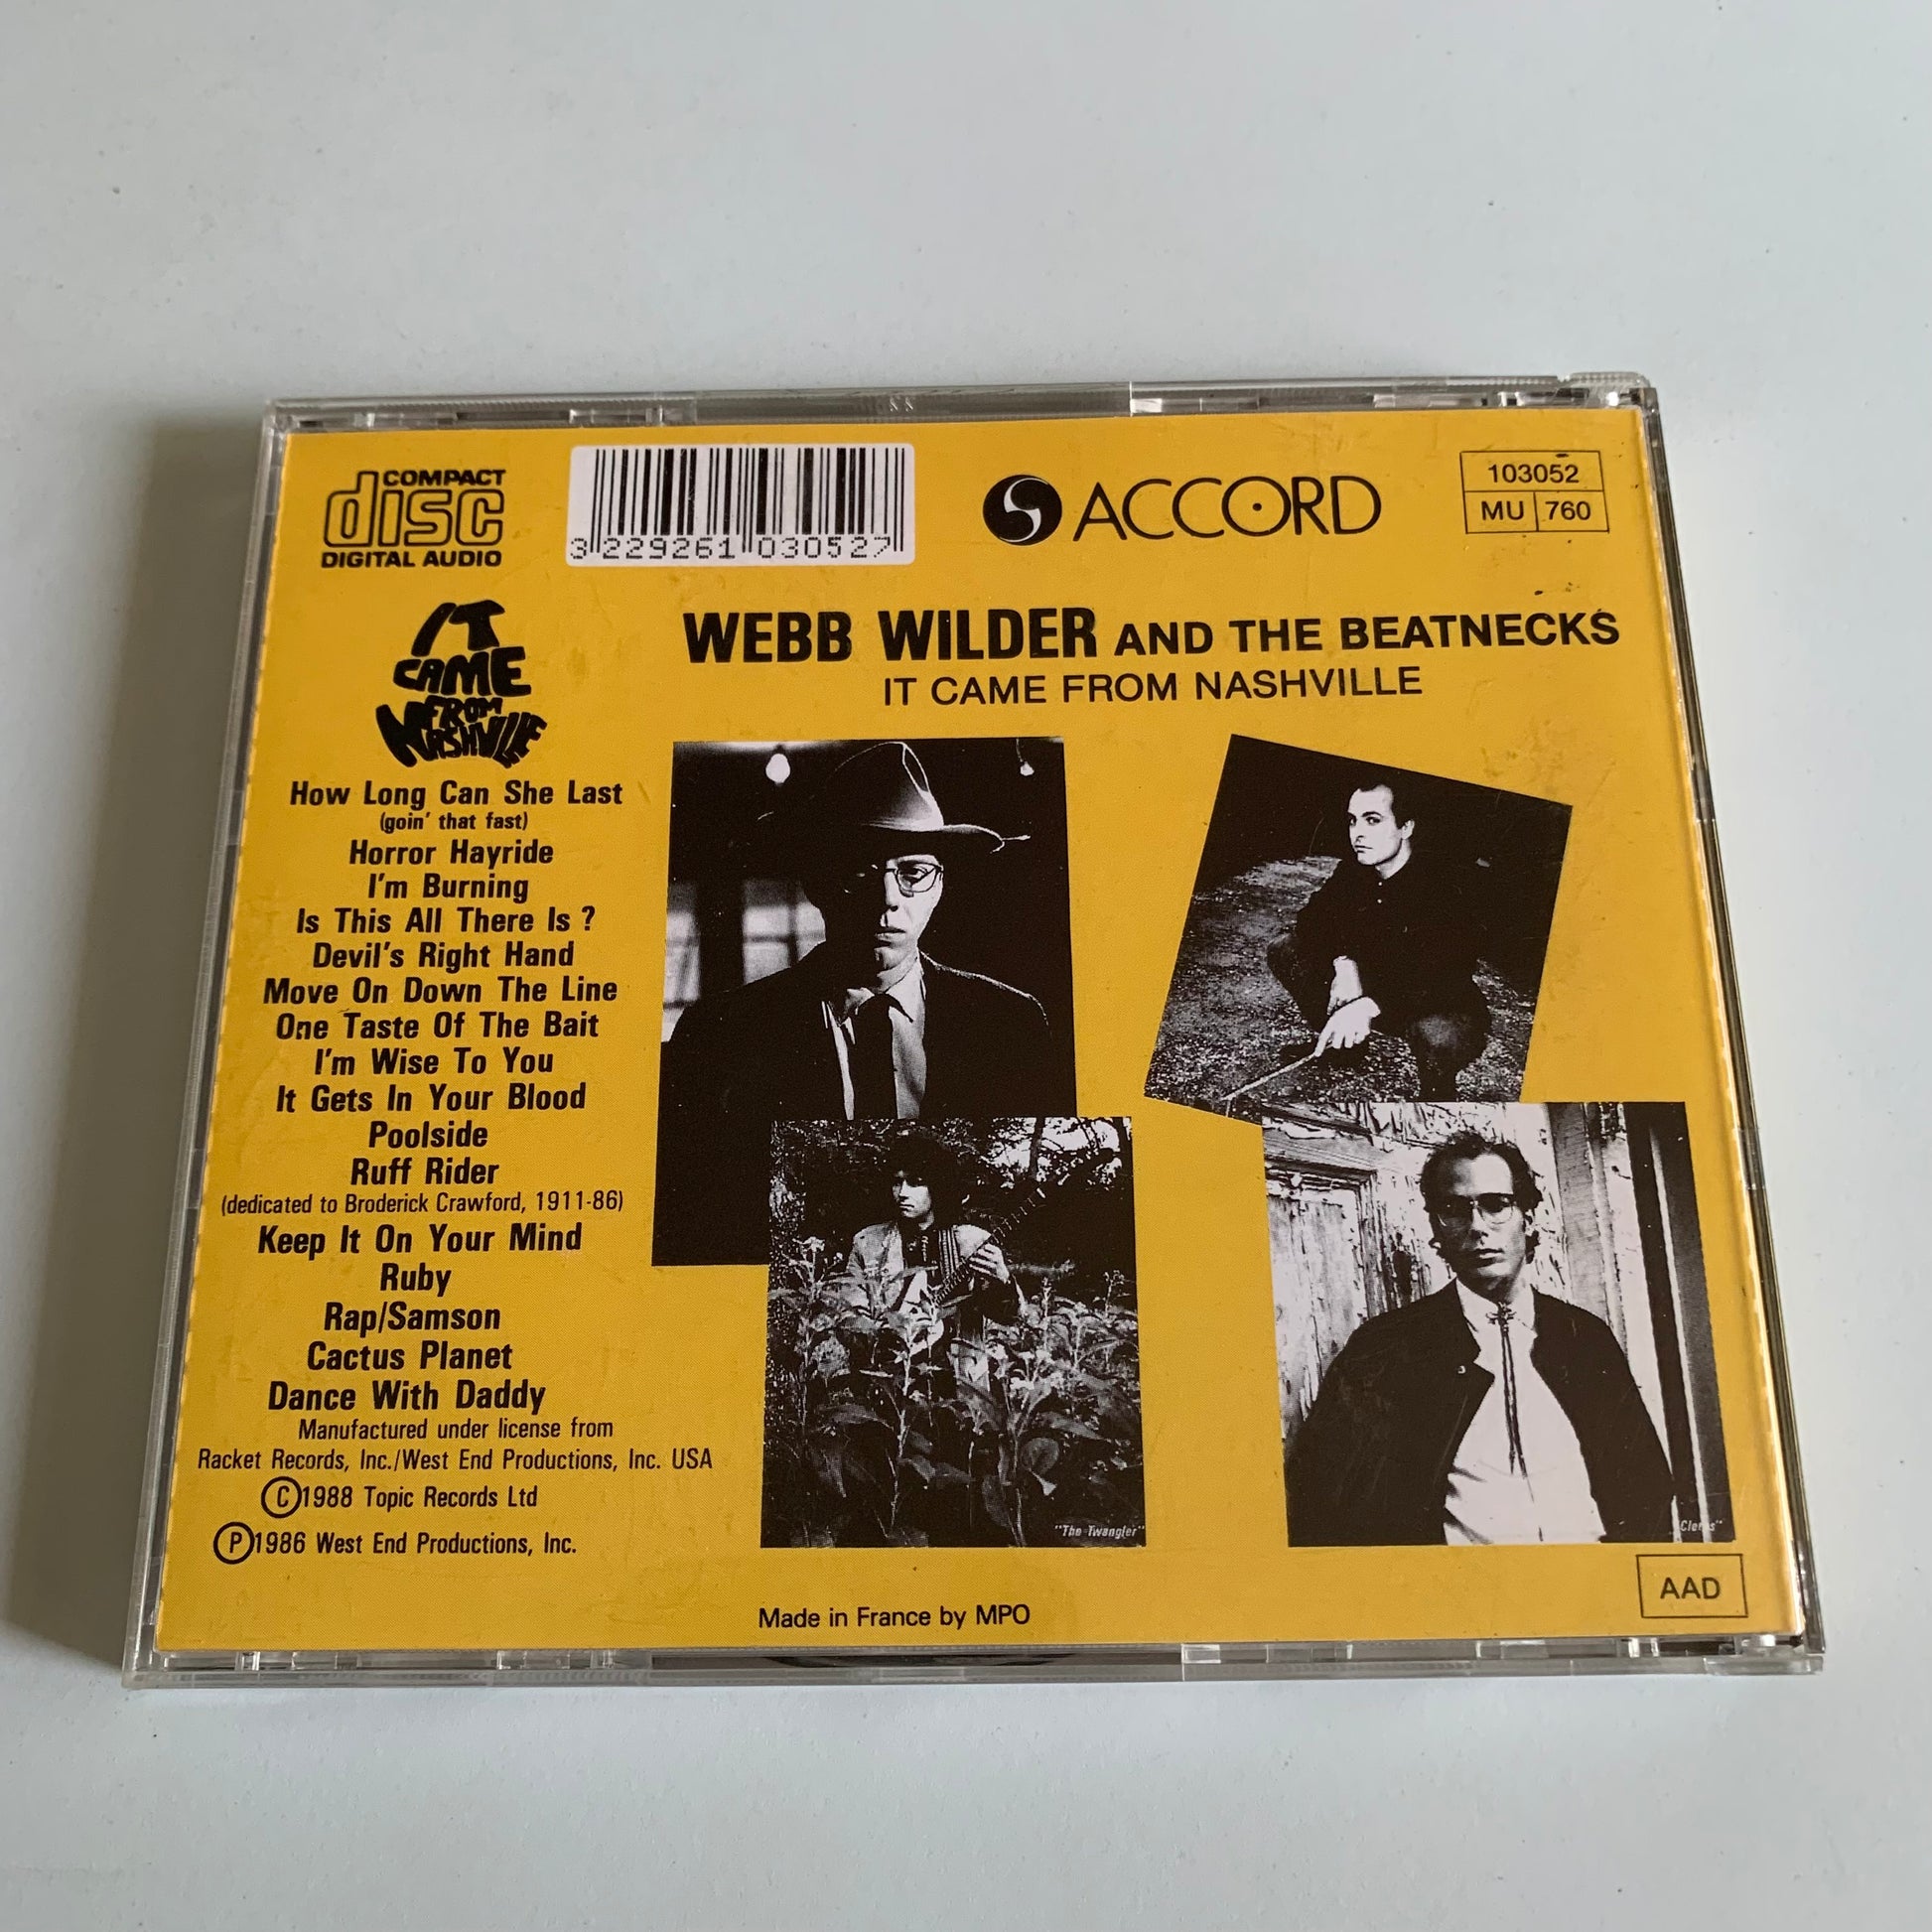 COMPACT
disc
DIGITAL AUDIO
3 229261 030527
ACCORD
103052
MU 760
WEBB WILDER AND THE BEATNECKS
IT CAME FROM NASHVILLE
IT
CAME
FROM
NASHVILLE
How Long Can She Last
(goin' that fast)
Horror Hayride
I'm Burning
Is This All There Is ?
Devil's Right Hand
Move On Down The Line
One Taste Of The Bait
I'm Wise To You
It Gets In Your Blood
Poolside
Ruff Rider
(dedicated to Broderick Crawford, 1911-86)
Keep It On Your Mind
Ruby
Rap/Samson
Cactus Planet
Dance With Daddy
Manufactured under license from
Racket Records, Inc./West End Productions, Inc. USA
Ⓒ1988 Topic Records Ltd
Ⓟ1986 West End Productions, Inc.
"The Twangler"
AAD
Made in France by MPO